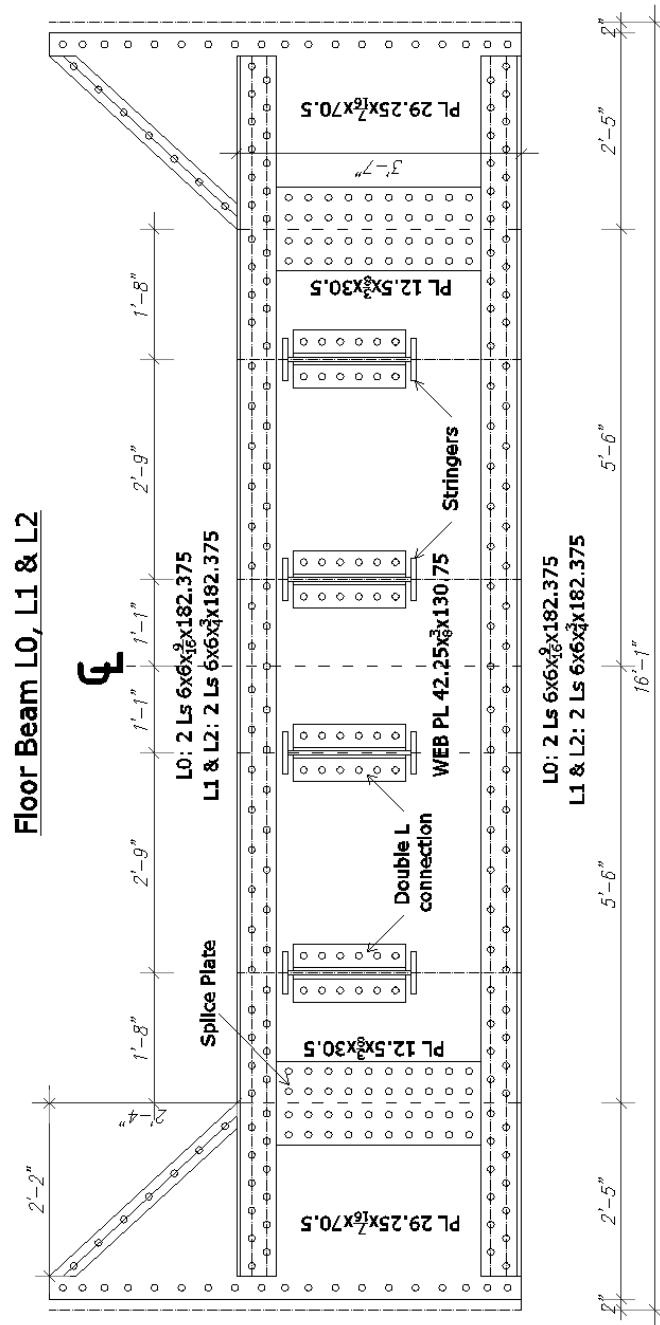 Floor Beam L0, L1 & L2
CL
2'-2"
2'-4"
1'-8"
2'-9"
1'-1"
1'-1"
2'-9"
1'-8"
L0: 2 Ls 6x6x9/16x182.375
L1 & L2: 2 Ls 6x6x3/4x182.375
Splice Plate
PL 29.25x7/16x70.5
PL 12.5x3/8x30.5
Double L
connection
WEB PL 42.25x3/8x130.75
Stringers
PL 12.5x3/8x30.5
3'-7"
PL 29.25x7/16x70.5
L0: 2 Ls 6x6x9/16x182.375
L1 & L2: 2 Ls 6x6x3/4x182.375
2"
2'-5"
5'-6"
5'-6"
2'-5"
2"
16'-1"